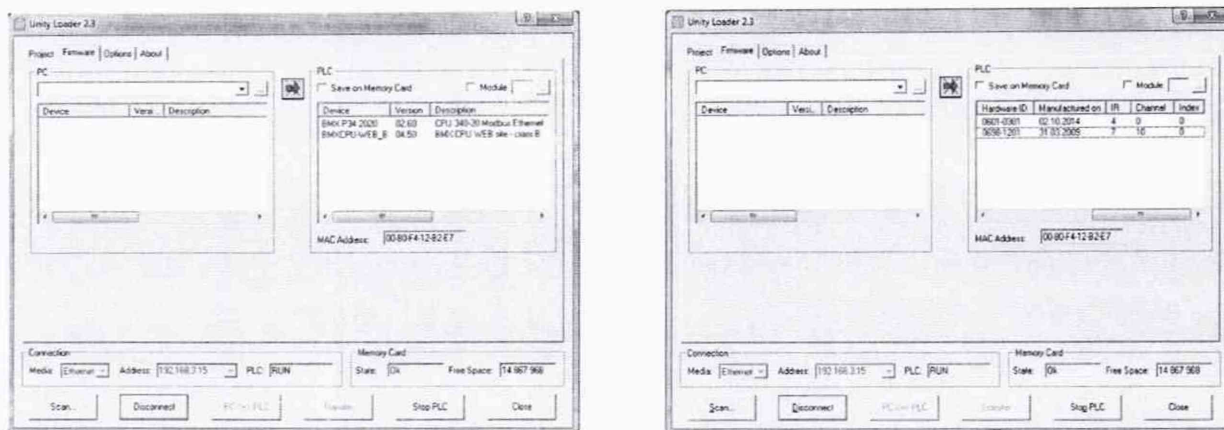 Unity Loader 2.3
Project Firmware Options About
PC
Device Versi... Description
PLC
Save on Memory Card Module ...
Device Version Description
BMX P34 2020 02.60 CPU 340-20 Modbus Ethernet
BMXCPU-WEB_B 04.50 BMXCPU WEB site - class B
MAC Address: 00-80-F4-12-B2-E7
Connection
Media: Ethernet Address: 192.168.3.15 PLC: RUN
Memory Card
State: Ok Free Space: 14 867 968
Scan... Disconnect PC <-> PLC Transfer Stop PLC Close
Unity Loader 2.3
Project Firmware Options About
PC
Device Versi... Description
PLC
Save on Memory Card Module ...
Hardware ID Manufactured on IR Channel Index
0601-0301 02.10.2014 4 0 0
31.03.2009 7 10 0
MAC Address: 00-80-F4-12-B2-E7
Connection
Media: Ethernet Address: 192.168.3.15 PLC: RUN
Memory Card
State: Ok Free Space: 14 867 968
Scan... Disconnect PC <-> PLC Transfer Stop PLC Close